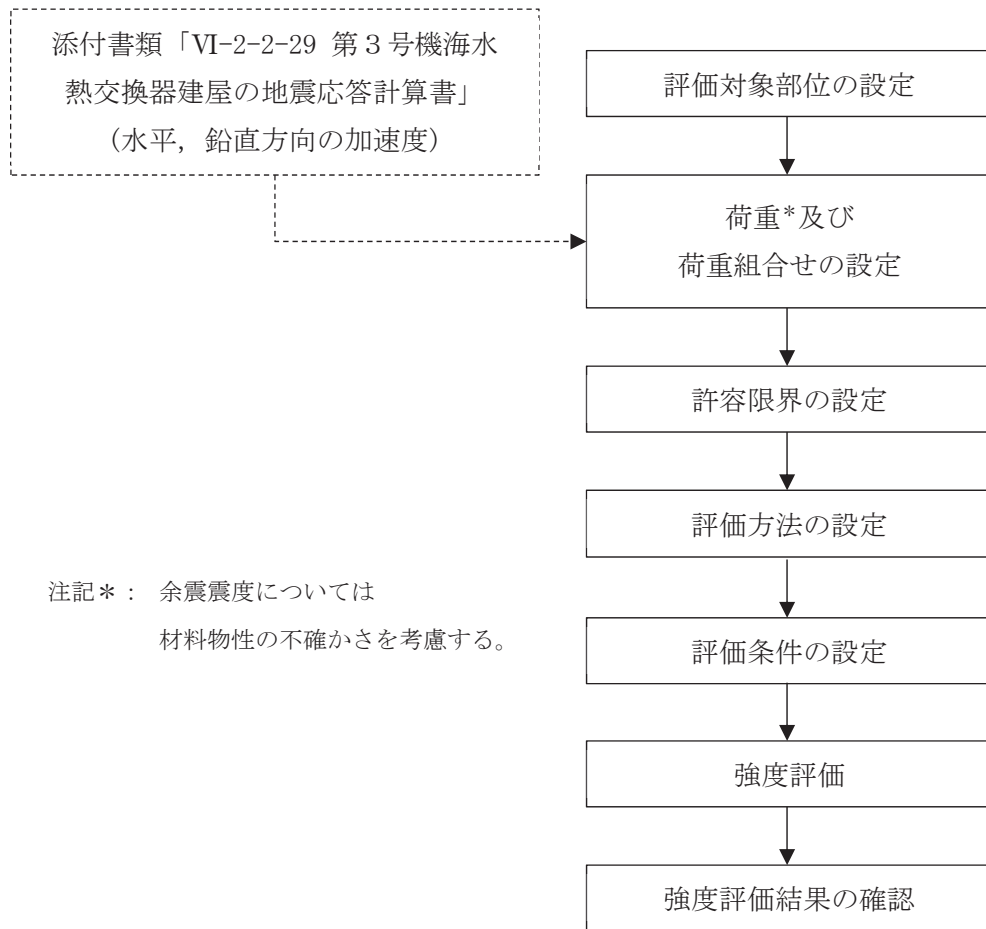 添付書類「Ⅵ-2-2-29 第３号機海水
熱交換器建屋の地震応答計算書」
（水平，鉛直方向の加速度）
評価対象部位の設定
荷重*及び
荷重組合せの設定
許容限界の設定
評価方法の設定
注記＊： 余震震度については
材料物性の不確かさを考慮する。
評価条件の設定
強度評価
強度評価結果の確認